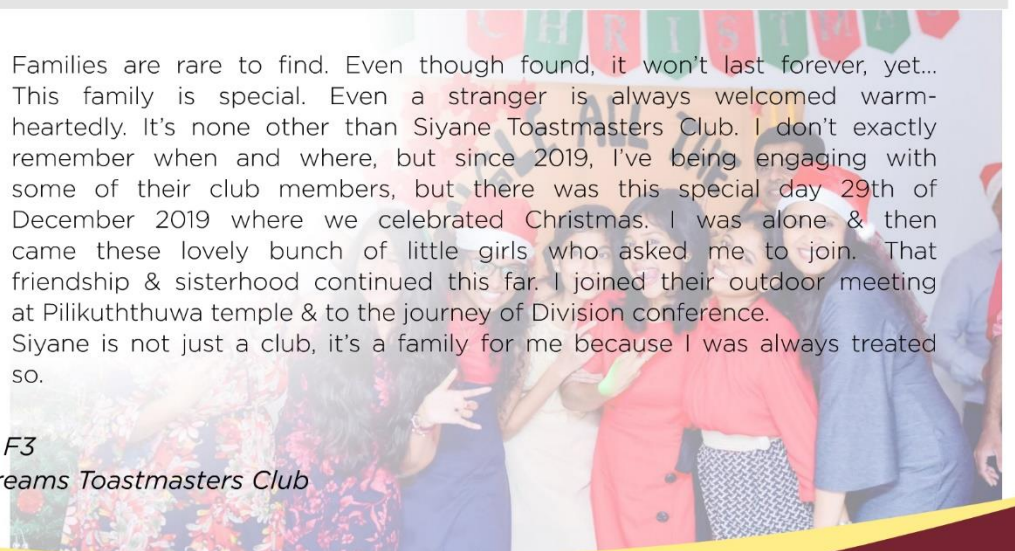 CHRISTMA
Families are rare to find. Even though found, it won't last forever, yet...
This family is special. Even a stranger is always welcomed warm-
heartedly. It's none other than Siyane Toastmasters Club. I don't exactly
remember when and where, but since 2019, I've being engaging with
some of their club members, but there was this special day 29th of
December 2019 where we celebrated Christmas. I was alone & then
came these lovely bunch of little girls who asked me to join. That
friendship & sisterhood continued this far. I joined their outdoor meeting
at Pilikuththuwa temple & to the journey of Division conference.
Siyane is not just a club, it's a family for me because I was always treated
so.
F3
reams Toastmasters Club
ALL THE